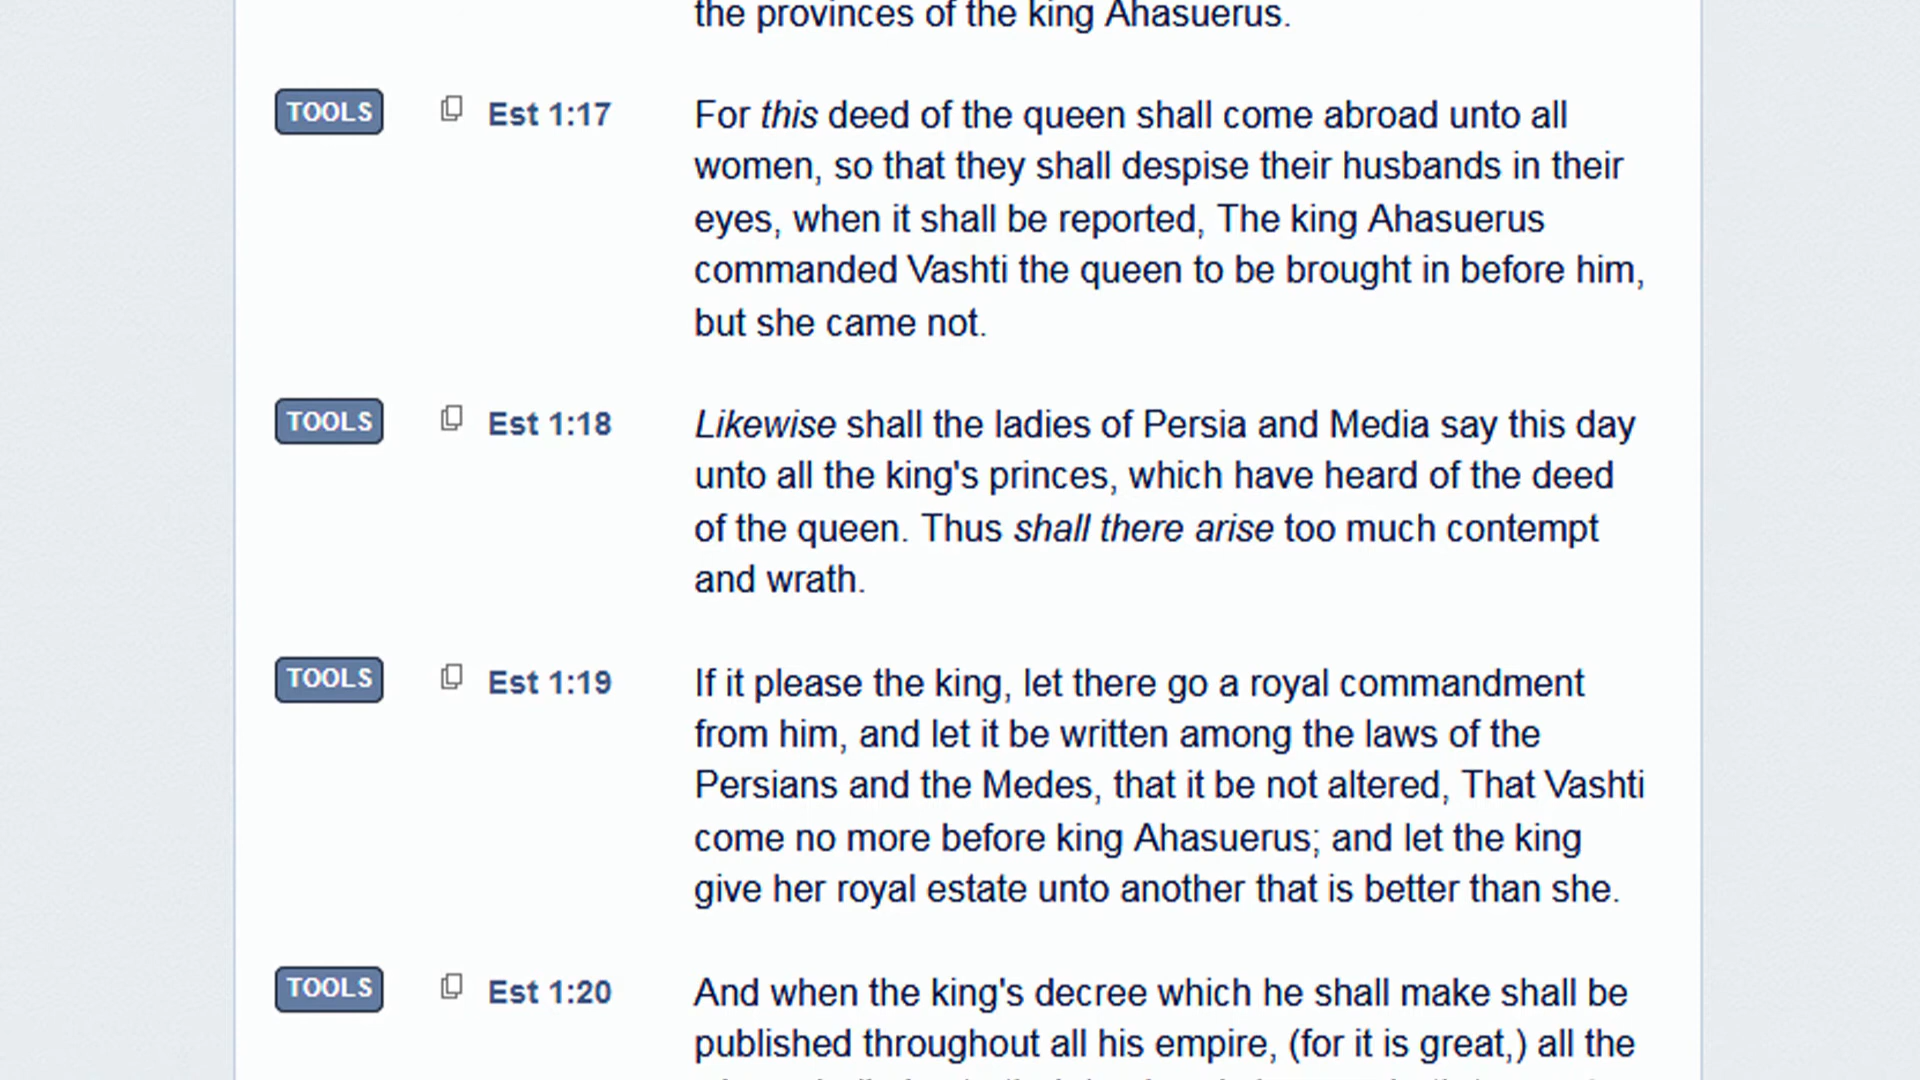 the provinces of the king Ahasuerus.
TOOLS Est 1:17 For this deed of the queen shall come abroad unto all
women, so that they shall despise their husbands in their
eyes, when it shall be reported, The king Ahasuerus
commanded Vashti the queen to be brought in before him,
but she came not.
TOOLS Est 1:18 Likewise shall the ladies of Persia and Media say this day
unto all the king's princes, which have heard of the deed
of the queen. Thus shall there arise too much contempt
and wrath.
TOOLS Est 1:19 If it please the king, let there go a royal commandment
from him, and let it be written among the laws of the
Persians and the Medes, that it be not altered, That Vashti
come no more before king Ahasuerus; and let the king
give her royal estate unto another that is better than she.
TOOLS Est 1:20 And when the king's decree which he shall make shall be
published throughout all his empire, (for it is great,) all the